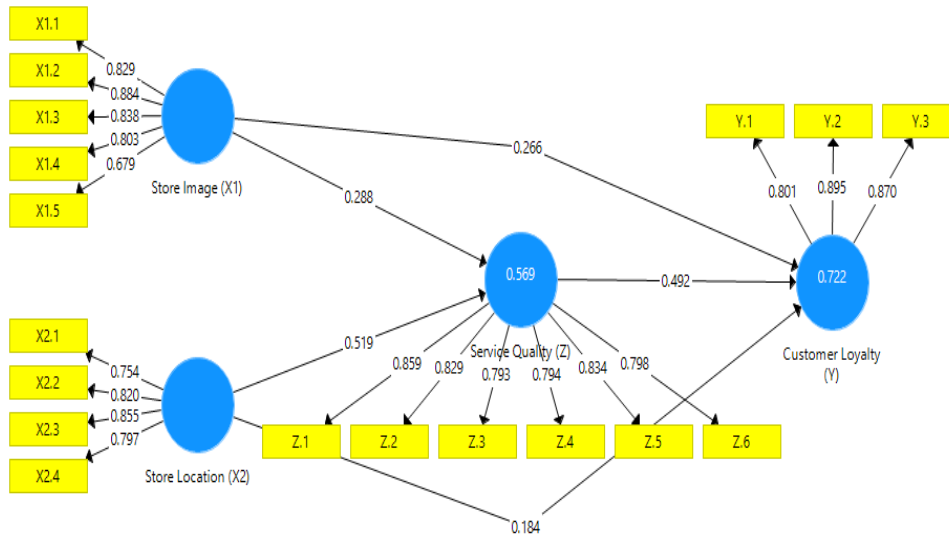 X1.1
X1.2
X1.3
X1.4
X1.5
0.829
0.884
0.838
0.803
0.679
Store Image (X1)
0.266
0.288
Y.1
Y.2
Y.3
0.801
0.895
0.870
0.722
Customer Loyalty
(Y)
0.569
0.492
Service Quality (Z)
0.519
X2.1
X2.2
X2.3
X2.4
0.754
0.820
0.855
0.797
Store Location (X2)
0.859
0.829
0.793
0.794
0.834
0.798
Z.1
Z.2
Z.3
Z.4
Z.5
Z.6
0.184